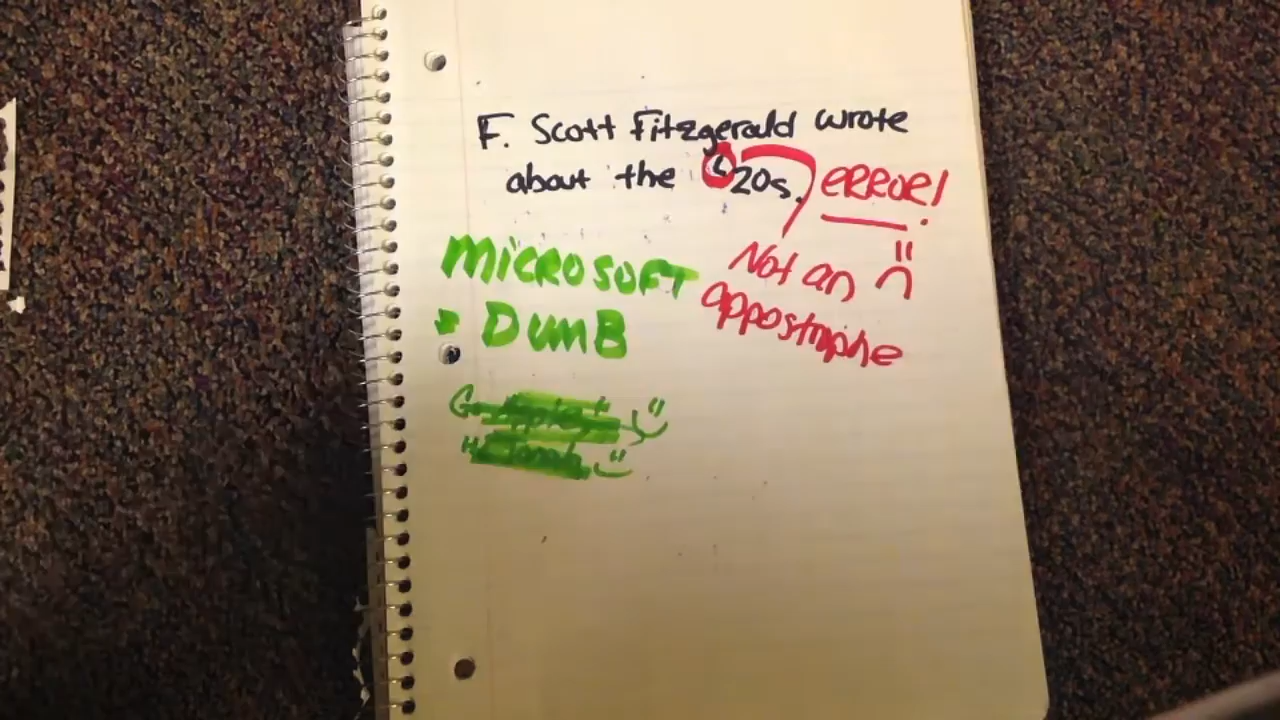 F. Scott Fitzgerald wrote
about the ‘20s.
ERROR!
Not an
appostrophe
MICROSOFT
= DUMB